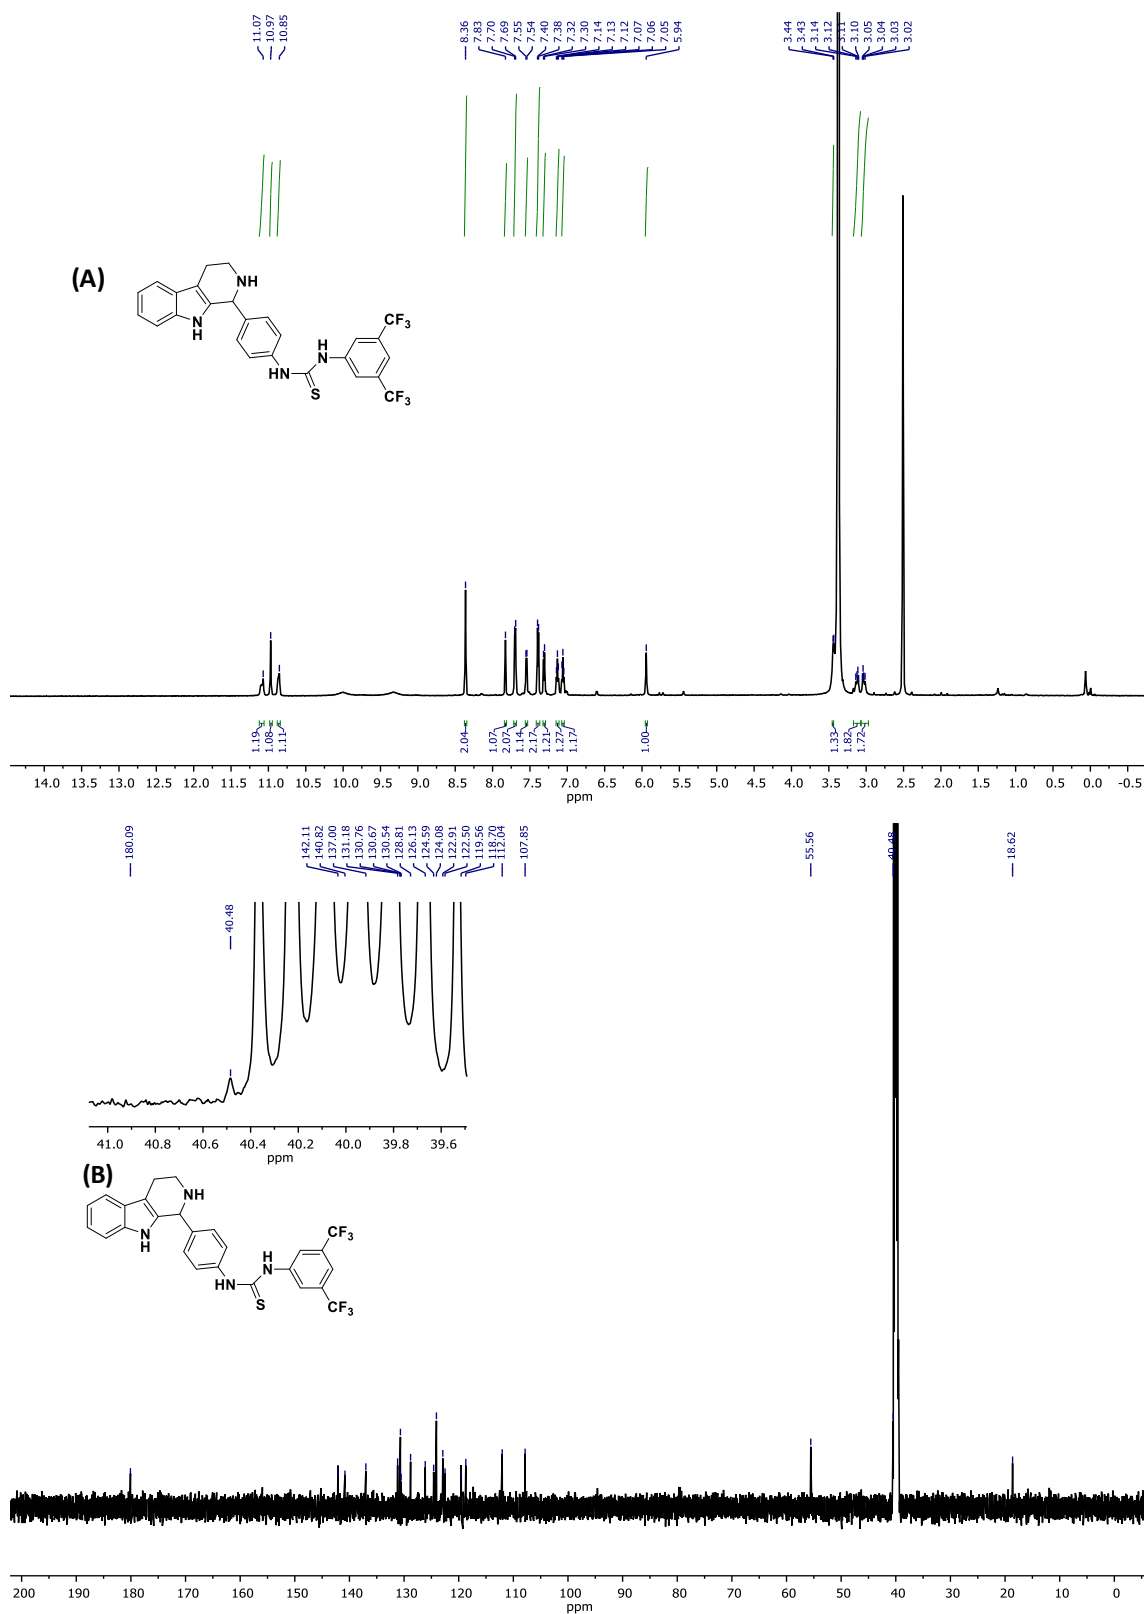 11.07 10.97 10.85 8.36 7.83 7.70 7.69 7.55 7.54 7.40 7.38 7.32 7.30 7.14 7.13 7.12 7.07 7.06 7.05 5.94 3.44 3.43 3.14 3.12 3.11 3.10 3.05 3.04 3.03 3.02
(A)
NH
N
H
CF3
H
N
HN
S
CF3
1.19 1.08 1.11 2.04 1.07 2.07 1.14 2.17 1.21 1.27 1.17 1.00 1.33 1.82 1.72
14.0 13.5 13.0 12.5 12.0 11.5 11.0 10.5 10.0 9.5 9.0 8.5 8.0 7.5 7.0 6.5 6.0 5.5 5.0 4.5 4.0 3.5 3.0 2.5 2.0 1.5 1.0 0.5 0.0 -0.5
ppm
180.09 142.11 140.82 137.00 131.18 130.76 130.67 130.54 128.81 126.13 124.59 124.08 122.91 122.50 119.56 118.70 112.04 107.85 55.56 40.48 18.62
40.48
41.0 40.8 40.6 40.4 40.2 40.0 39.8 39.6
ppm
(B)
NH
N
H
CF3
H
N
HN
S
CF3
200 190 180 170 160 150 140 130 120 110 100 90 80 70 60 50 40 30 20 10 0
ppm